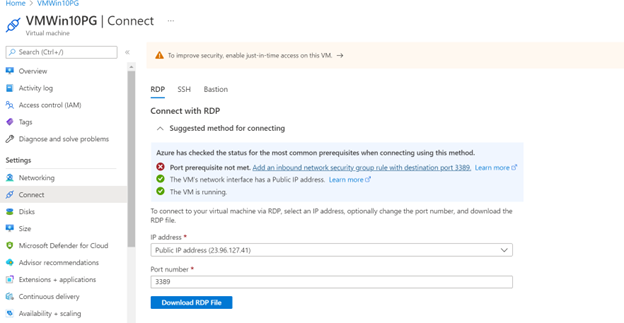 Home > VMWin10PG
VMWin10PG | Connect ...
Virtual machine
Search (Ctrl+/)
«
To improve security, enable just-in-time access on this VM. →
Overview
Activity log
Access control (IAM)
Tags
Diagnose and solve problems
Settings
Networking
Connect
Disks
Size
Microsoft Defender for Cloud
Advisor recommendations
Extensions + applications
Continuous delivery
Availability + scaling
RDP SSH Bastion
Connect with RDP
Suggested method for connecting
Azure has checked the status for the most common prerequisites when connecting using this method.
Port prerequisite not met. Add an inbound network security group rule with destination port 3389. Learn more
The VM's network interface has a Public IP address. Learn more
The VM is running.
To connect to your virtual machine via RDP, select an IP address, optionally change the port number, and download the
RDP file.
IP address *
Public IP address (23.96.127.41)
Port number *
3389
Download RDP File